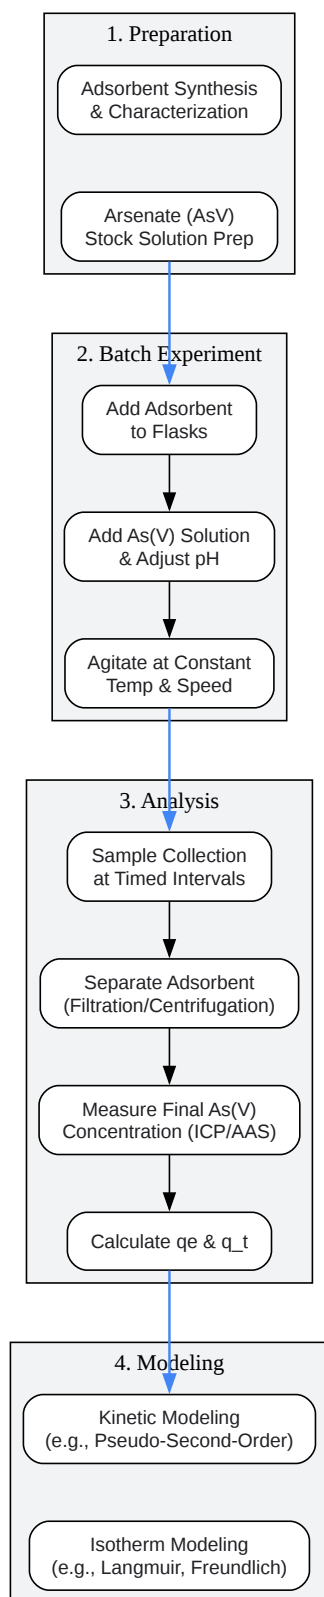 1. Preparation
Adsorbent Synthesis
& Characterization
Arsenate (AsV)
Stock Solution Prep
2. Batch Experiment
Add Adsorbent
to Flasks
Add As(V) Solution
& Adjust pH
Agitate at Constant
Temp & Speed
3. Analysis
Sample Collection
at Timed Intervals
Separate Adsorbent
(Filtration/Centrifugation)
Measure Final As(V)
Concentration (ICP/AAS)
Calculate qe & q_t
4. Modeling
Kinetic Modeling
(e.g., Pseudo-Second-Order)
Isotherm Modeling
(e.g., Langmuir, Freundlich)